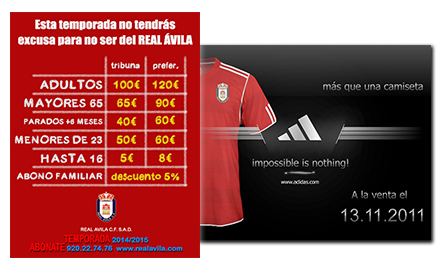 Esta temporada no tendrás
excusa para no ser del REAL ÁVILA
tribuna prefer.
ADULTOS 100€ 120€
MAYORES 65 65€ 90€
PARADOS +6 MESES 40€ 60€
MENORES DE 23 50€ 60€
HASTA 16 5€ 8€
ABONO FAMILIAR descuento 5%
REAL AVILA C.F. S.A.D.
TEMPORADA 2014/2015
ABÓNATE 920.22.74.76 www.realavila.com
más que una camiseta
impossible is nothing!
www.adidas.com
A la venta el
13.11.2011